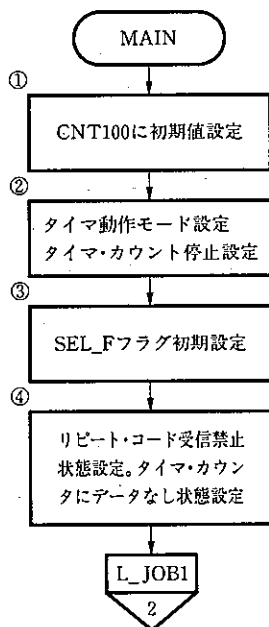 MAIN
①
CNT100に初期値設定
②
タイマ動作モード設定
タイマ・カウント停止設定
③
SEL_Fフラグ初期設定
④
リピート・コード受信禁止
状態設定。タイマ・カウン
タにデータなし状態設定
L_JOB1
2